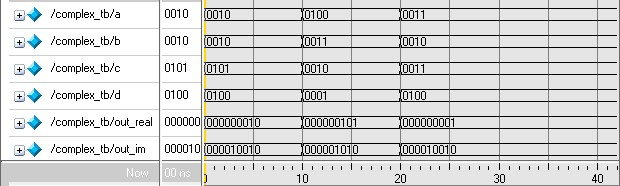 /complex_tb/a 0010 0010 0100 0011
/complex_tb/b 0010 0010 0011 0010
/complex_tb/c 0101 0101 0010 0011
/complex_tb/d 0100 0100 0001 0100
/complex_tb/out_real 000000 000000010 000000101 000000001
/complex_tb/out_im 000010 000010010 000001010 000010010
Now 00 ns 10 20 30 40